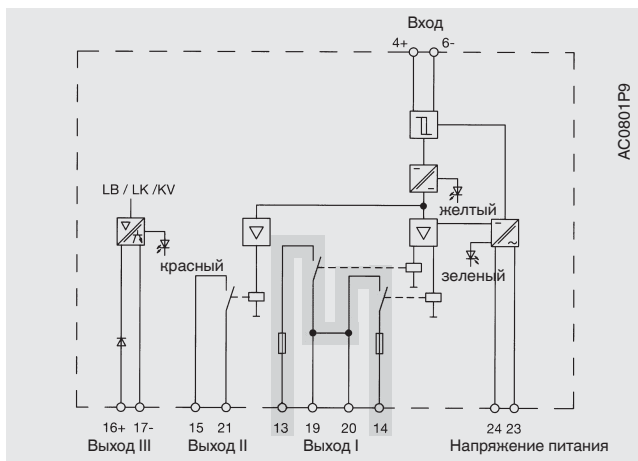 Вход
4+ 6-
AC0801P9
LB / LK /KV
желтый
красный
зеленый
16+ 17- 15 21 13 19 20 14 24 23
Выход III Выход II Выход I Напряжение питания